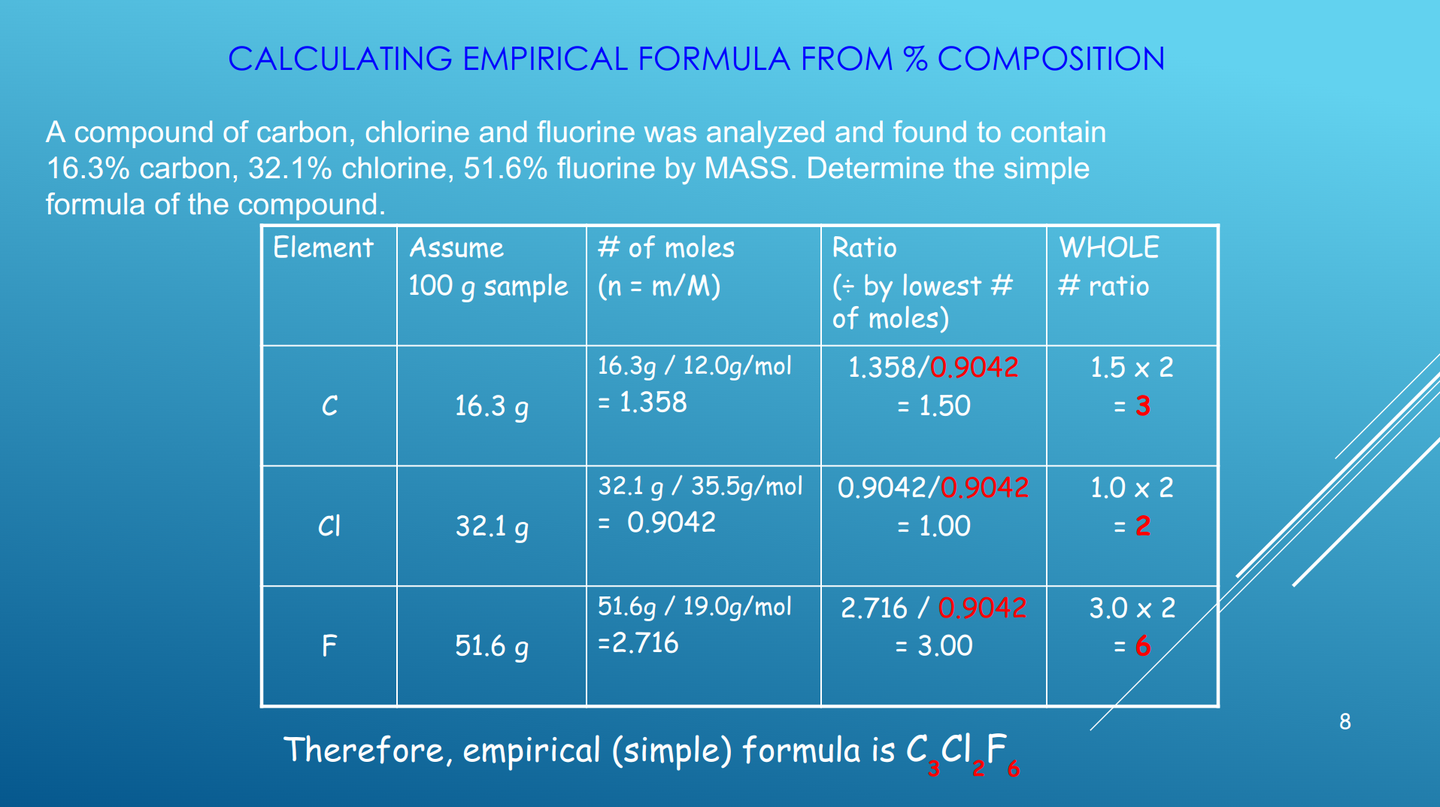 CALCULATING EMPIRICAL FORMULA FROM % COMPOSITION
A compound of carbon, chlorine and fluorine was analyzed and found to contain
16.3% carbon, 32.1% chlorine, 51.6% fluorine by MASS. Determine the simple
formula of the compound.
Element
Assume
100 g sample
# of moles
(n = m/M)
Ratio
(÷ by lowest #
of moles)
WHOLE
# ratio
C
16.3 g
16.3g / 12.0g/mol
= 1.358
1.358/0.9042
= 1.50
1.5 x 2
= 3
Cl
32.1 g
32.1 g / 35.5g/mol
= 0.9042
0.9042/0.9042
= 1.00
1.0 x 2
= 2
F
51.6 g
51.6g / 19.0g/mol
=2.716
2.716 / 0.9042
= 3.00
3.0 x 2
= 6
8
Therefore, empirical (simple) formula is C₃Cl₂F₆